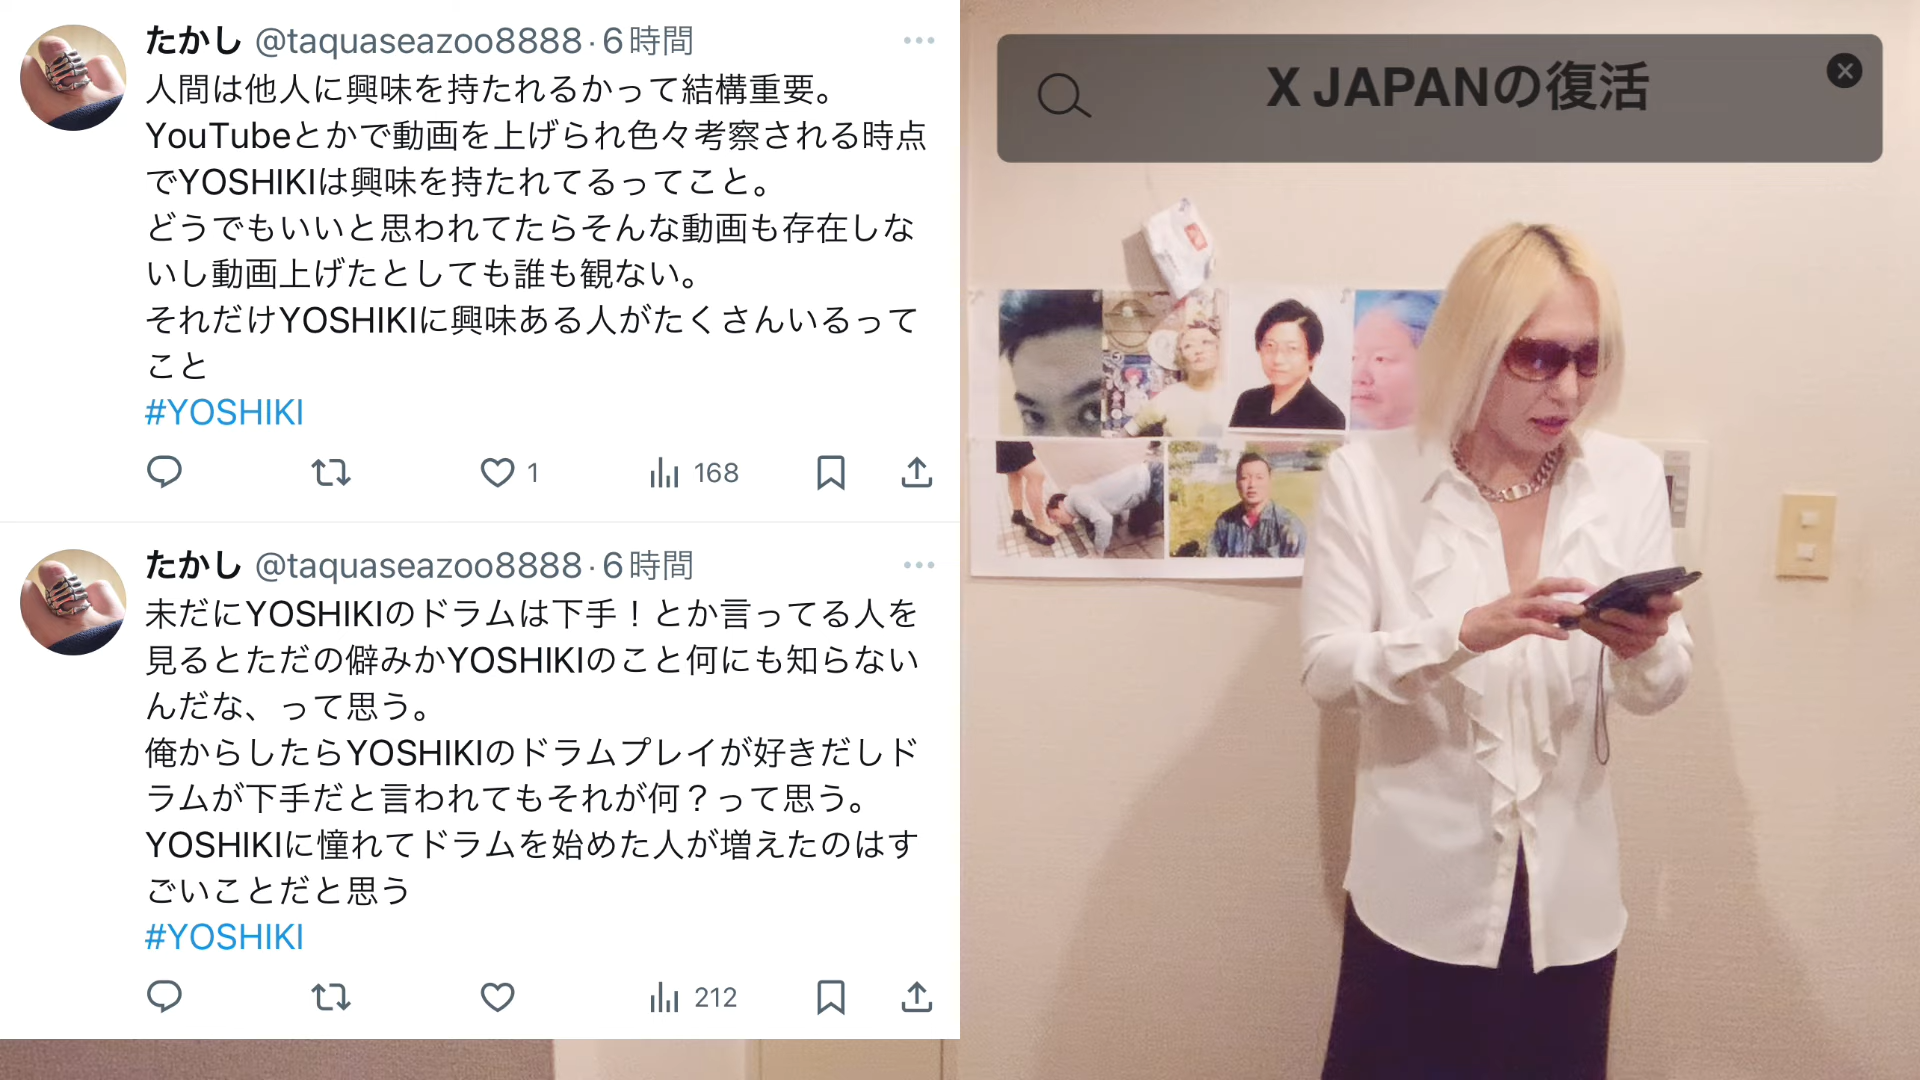 たかし @taquaseazoo8888·6時間
人間は他人に興味を持たれるかって結構重要。
YouTubeとかで動画を上げられ色々考察される時点
でYOSHIKIは興味を持たれてるってこと。
どうでもいいと思われてたらそんな動画も存在しな
いし動画上げたとしても誰も観ない。
それだけYOSHIKIに興味ある人がたくさんいるって
こと
#YOSHIKI
1 168
たかし @taquaseazoo8888·6時間
未だにYOSHIKIのドラムは下手！とか言ってる人を
見るとただの僻みかYOSHIKIのこと何にも知らない
んだな、って思う。
俺からしたらYOSHIKIのドラムプレイが好きだしド
ラムが下手だと言われてもそれが何？って思う。
YOSHIKIに憧れてドラムを始めた人が増えたのはす
ごいことだと思う
#YOSHIKI
212
X JAPANの復活